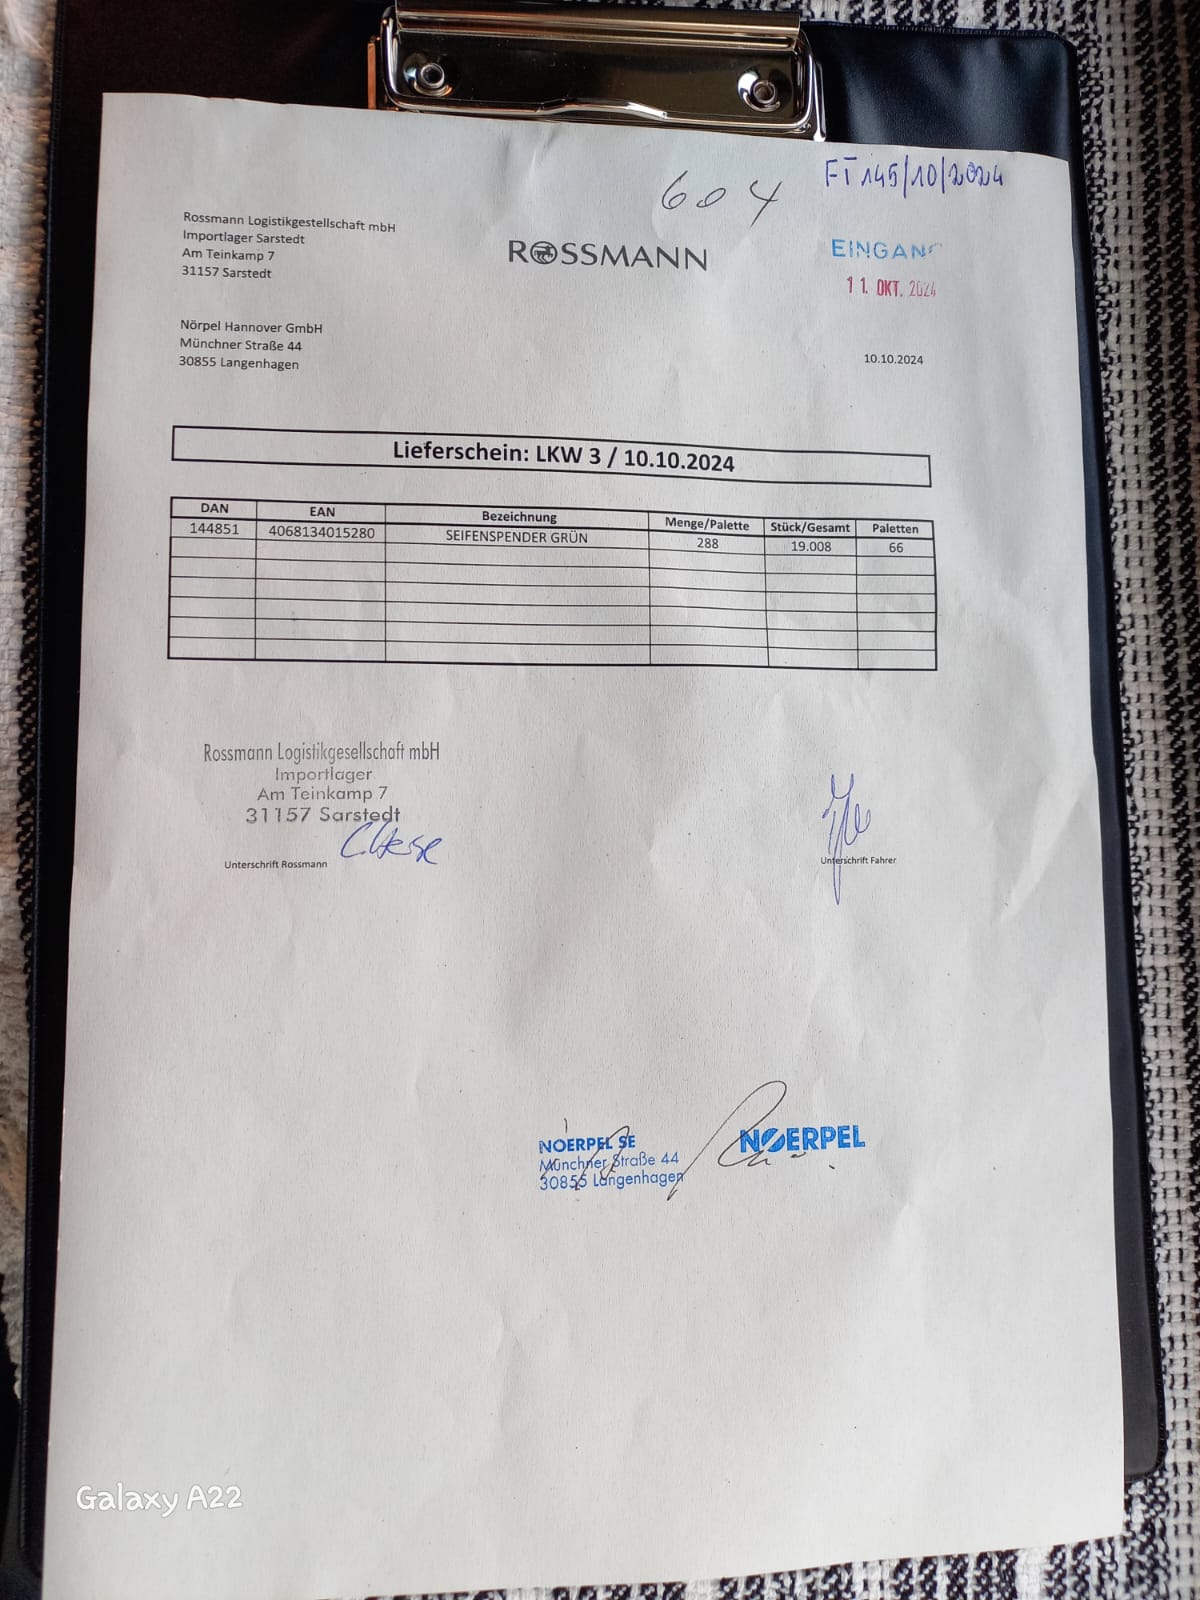 604
FT 145/10/2024
Rossmann Logistikgestellschaft mbH
Importlager Sarstedt
Am Teinkamp 7
31157 Sarstedt
ROSSMANN
EINGANG
11. OKT. 2024
Nörpel Hannover GmbH
Münchner Straße 44
30855 Langenhagen
10.10.2024
Lieferschein: LKW 3 / 10.10.2024
DAN EAN Bezeichnung Menge/Palette Stück/Gesamt Paletten
144851 4068134015280 SEIFENSPENDER GRÜN 288 19.008 66
Rossmann Logistikgesellschaft mbH
Importlager
Am Teinkamp 7
31157 Sarstedt
Unterschrift Rossmann
Unterschrift Fahrer
NOERPEL SE
Münchner Straße 44
30855 Langenhagen
NOERPEL
Galaxy A22